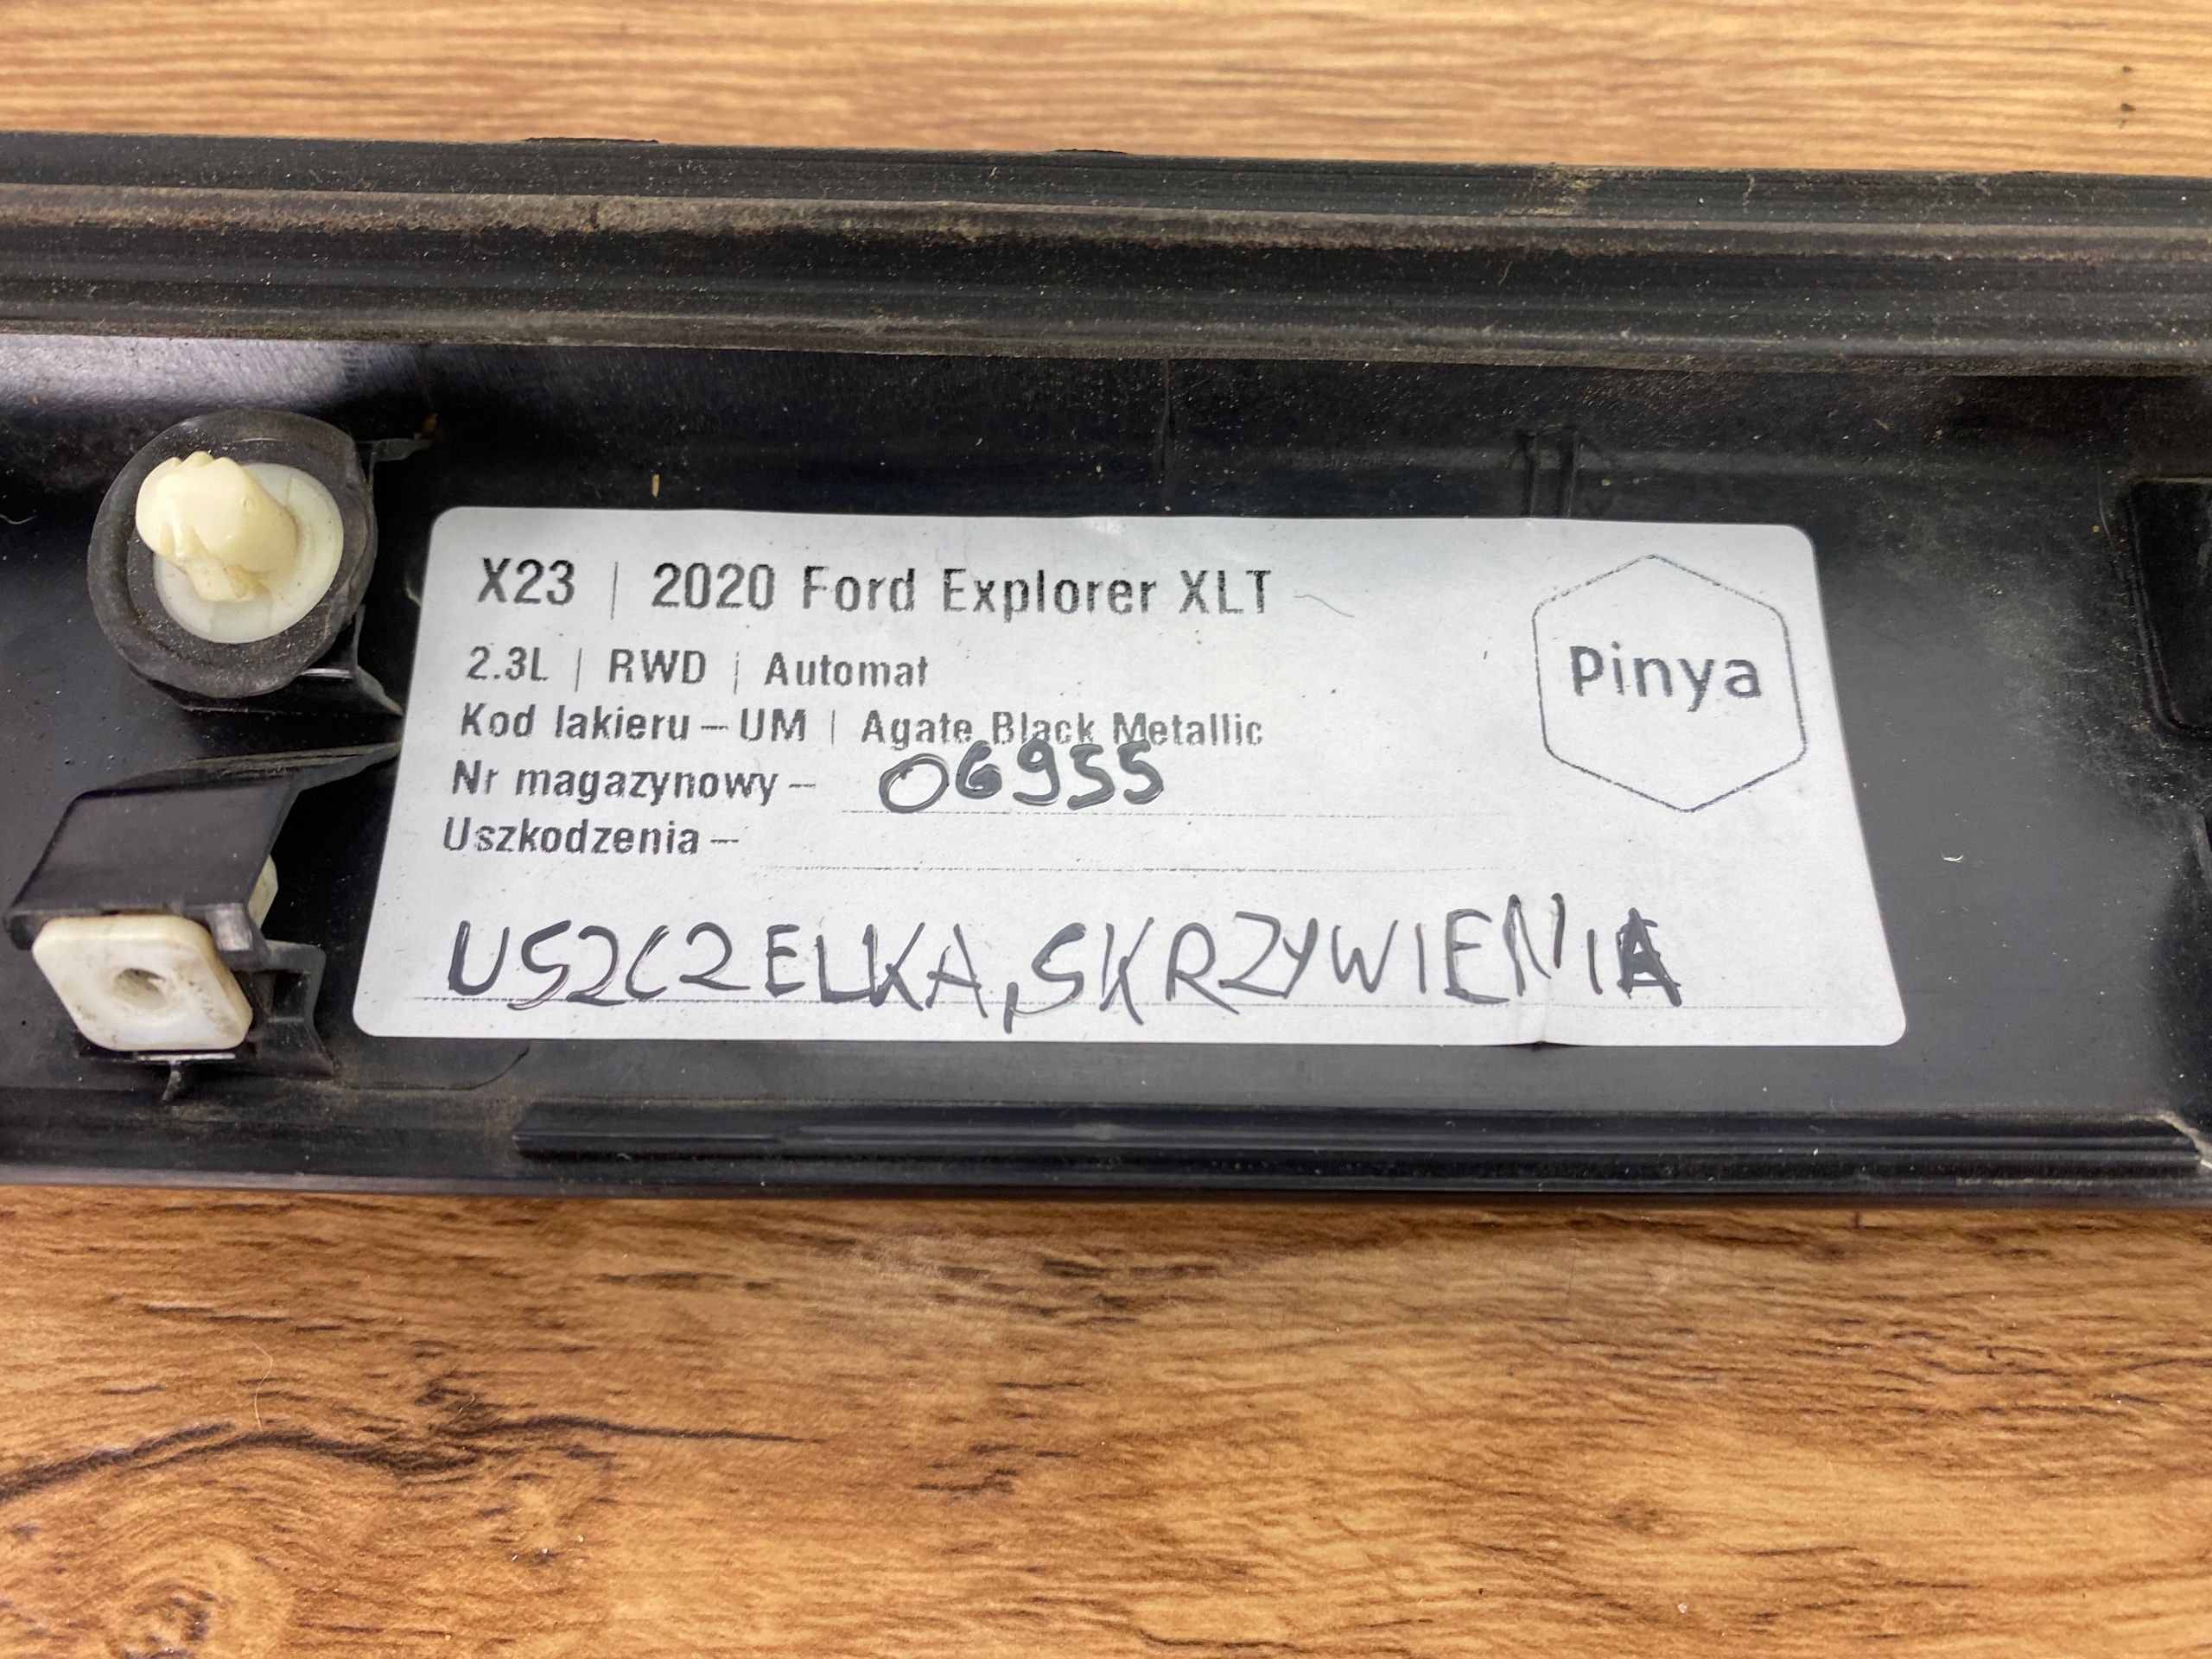 X23 | 2020 Ford Explorer XLT
2.3L | RWD | Automat
Kod lakieru – UM | Agate Black Metallic
Nr magazynowy – 06955
Uszkodzenia –
USZCZELKA, SKRZYWIENIA
Pinya